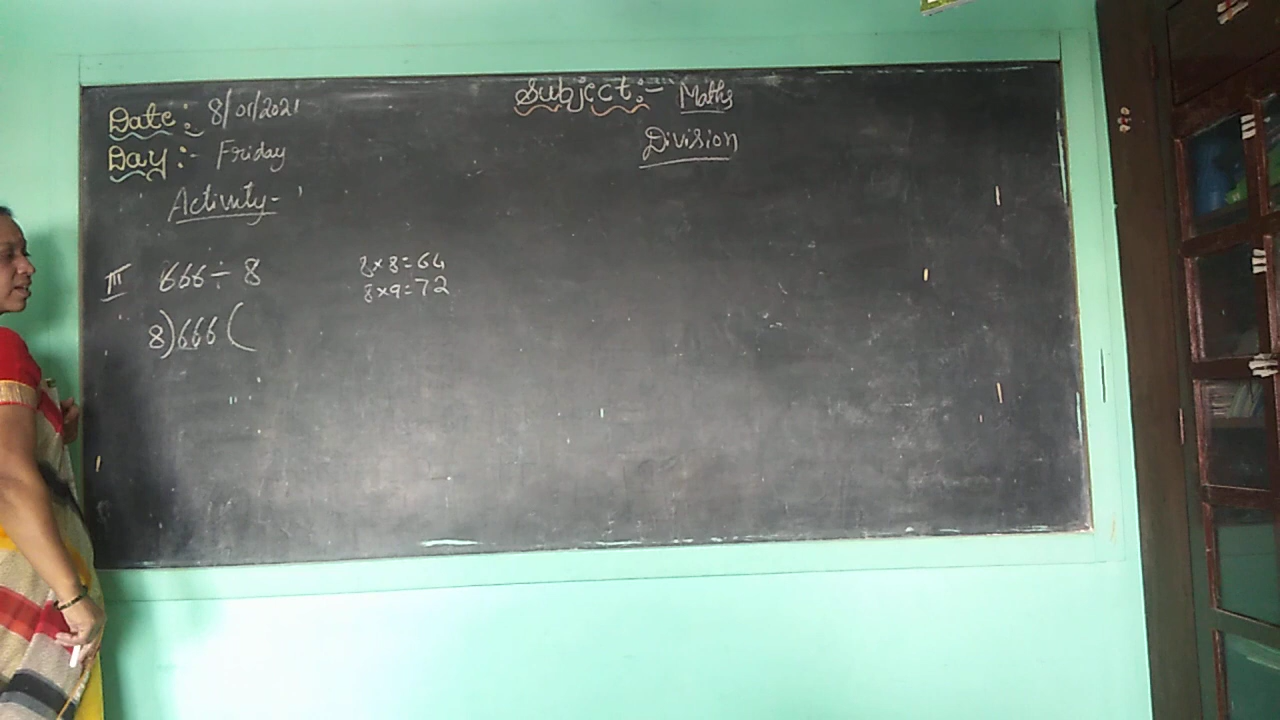 Subject:- Maths
Date:- 8/01/2021
Division
Day:- Friday
Activity-
III 666 ÷ 8
8×8=64
8×9=72
8)666(